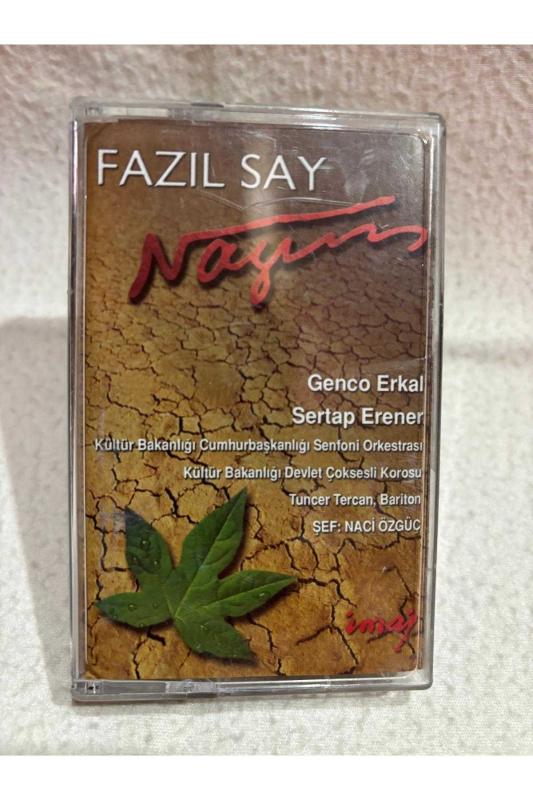 FAZIL SAY
Nâzım
Genco Erkal
Sertap Erener
Kültür Bakanlığı Cumhurbaşkanlığı Senfoni Orkestrası
Kültür Bakanlığı Devlet Çoksesli Korosu
Tuncer Tercan, Bariton
ŞEF: NACİ ÖZGÜÇ
imaj